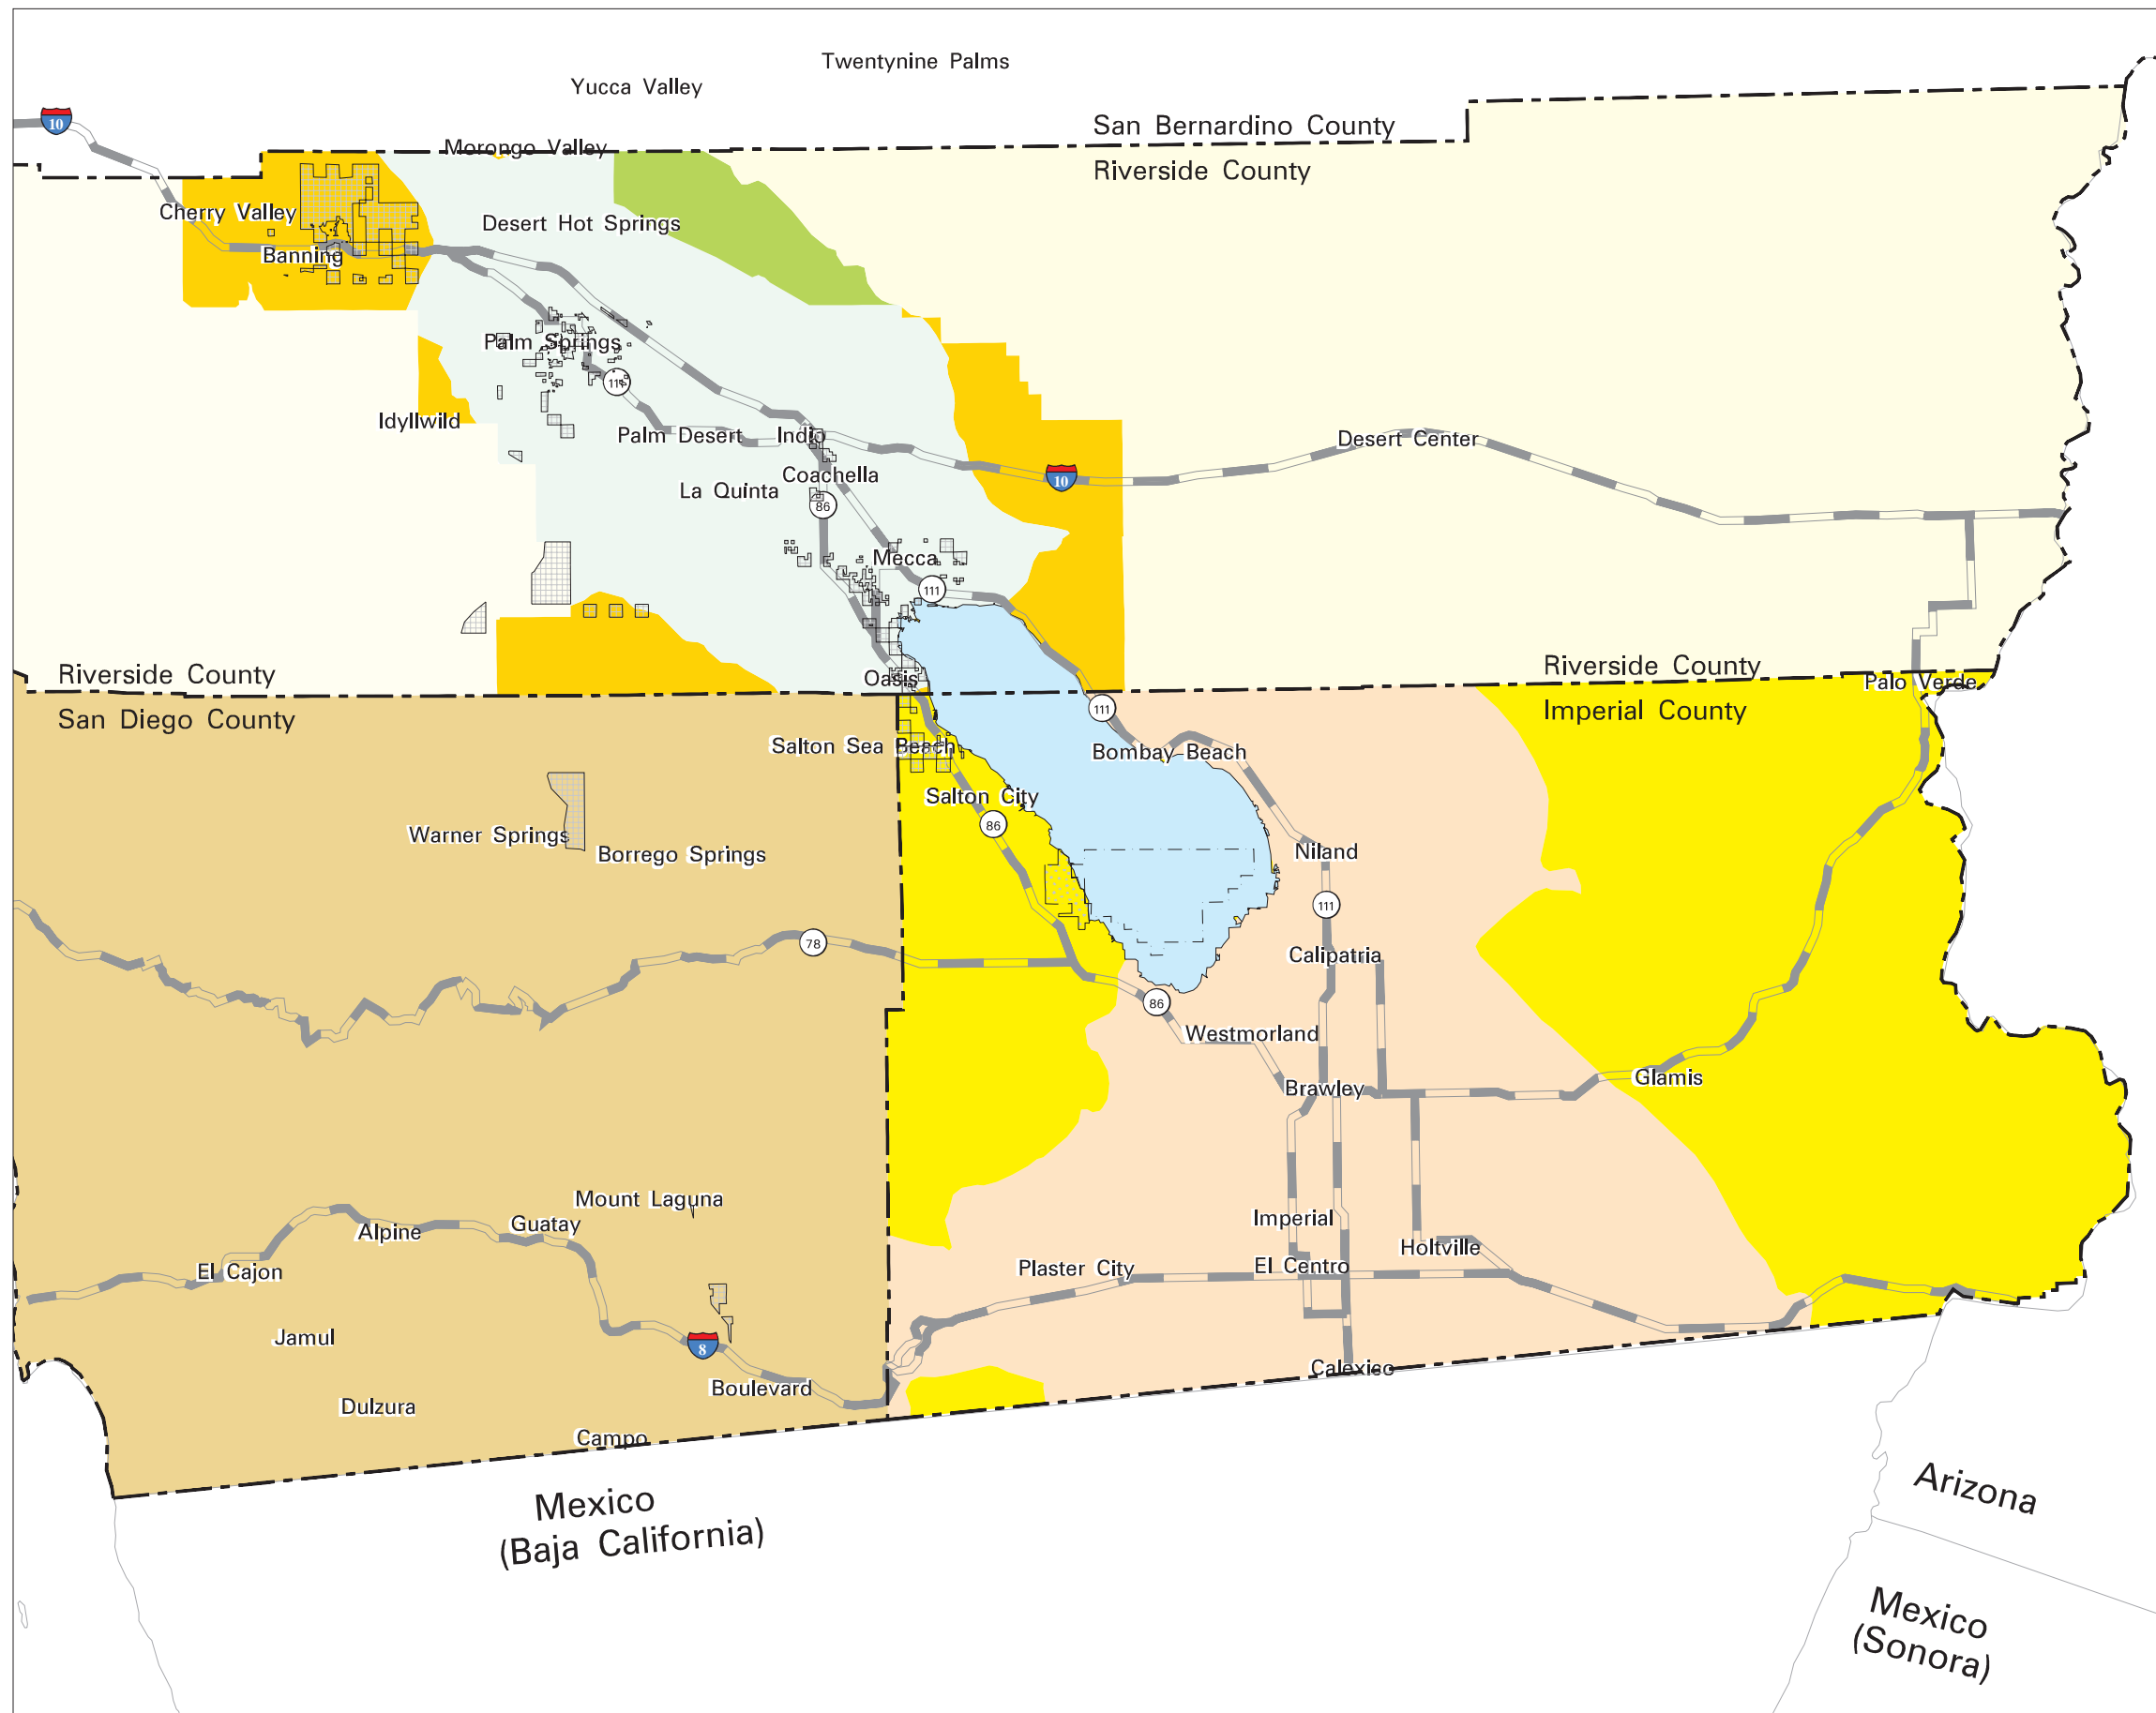 Twentynine Palms
Yucca Valley
10
San Bernardino County
Morongo Valley
Riverside County
Cherry Valley
Desert Hot Springs
Banning
Palm Springs
111
Idyllwild
Palm Desert
Indio
Desert Center
Coachella
10
La Quinta
86
Mecca
111
Riverside County
Riverside County
Oasis
Palo Verde
San Diego County
111
Imperial County
Salton Sea Beach
Bombay Beach
Salton City
86
Warner Springs
Niland
Borrego Springs
111
78
Calipatria
86
Westmorland
Glamis
Brawley
Mount Laguna
Imperial
Alpine
Guatay
Holtville
El Cajon
Plaster City
El Centro
Jamul
8
Calexico
Boulevard
Dulzura
Campo
Mexico
(Baja California)
Arizona
Mexico
(Sonora)